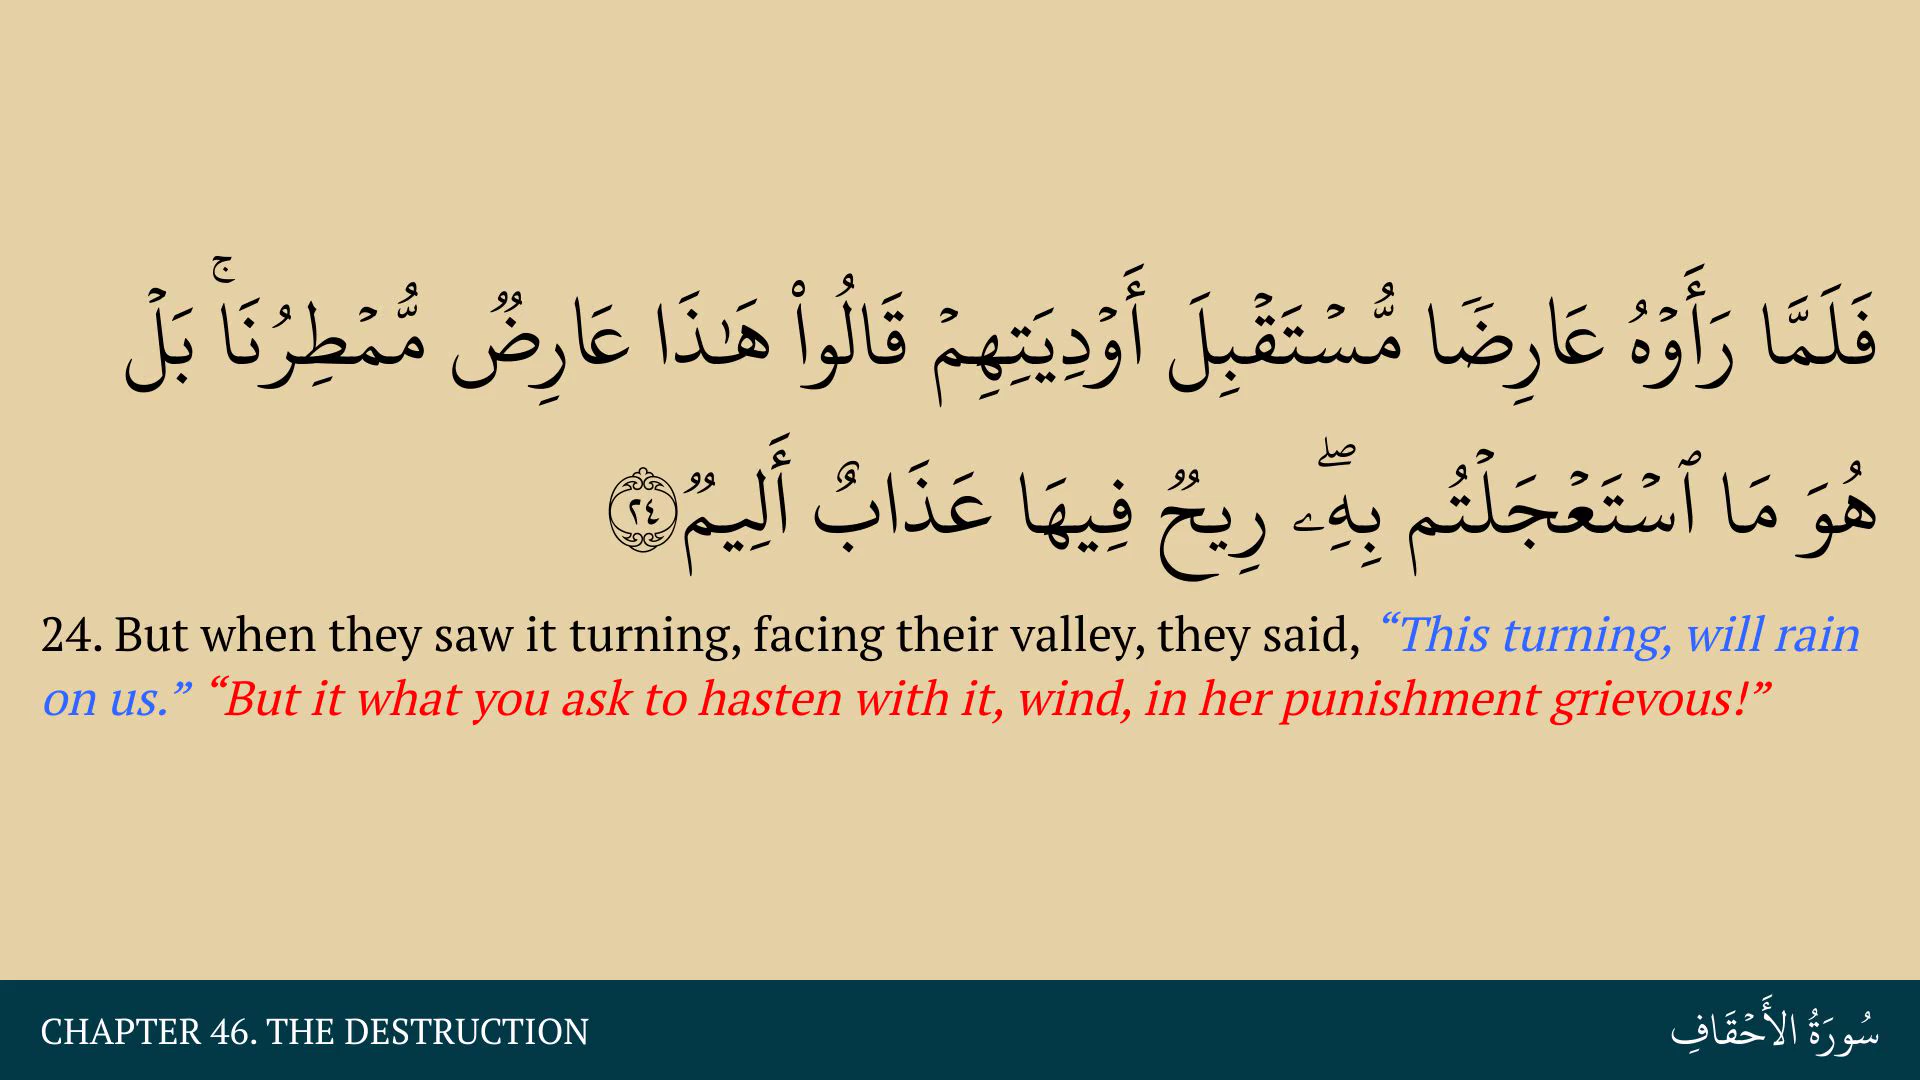 فَلَمَّا رَأَوۡهُ عَارِضٗا مُّسۡتَقۡبِلَ أَوۡدِيَتِهِمۡ قَالُواْ هَٰذَا عَارِضٞ مُّمۡطِرُنَاۚ بَلۡ
هُوَ مَا ٱسۡتَعۡجَلۡتُم بِهِۦۖ رِيحٞ فِيهَا عَذَابٌ أَلِيمٞ ۝٢٤
24. But when they saw it turning, facing their valley, they said, “This turning, will rain
on us.” “But it what you ask to hasten with it, wind, in her punishment grievous!”
CHAPTER 46. THE DESTRUCTION
سُورَةُ الأَحۡقَافِ